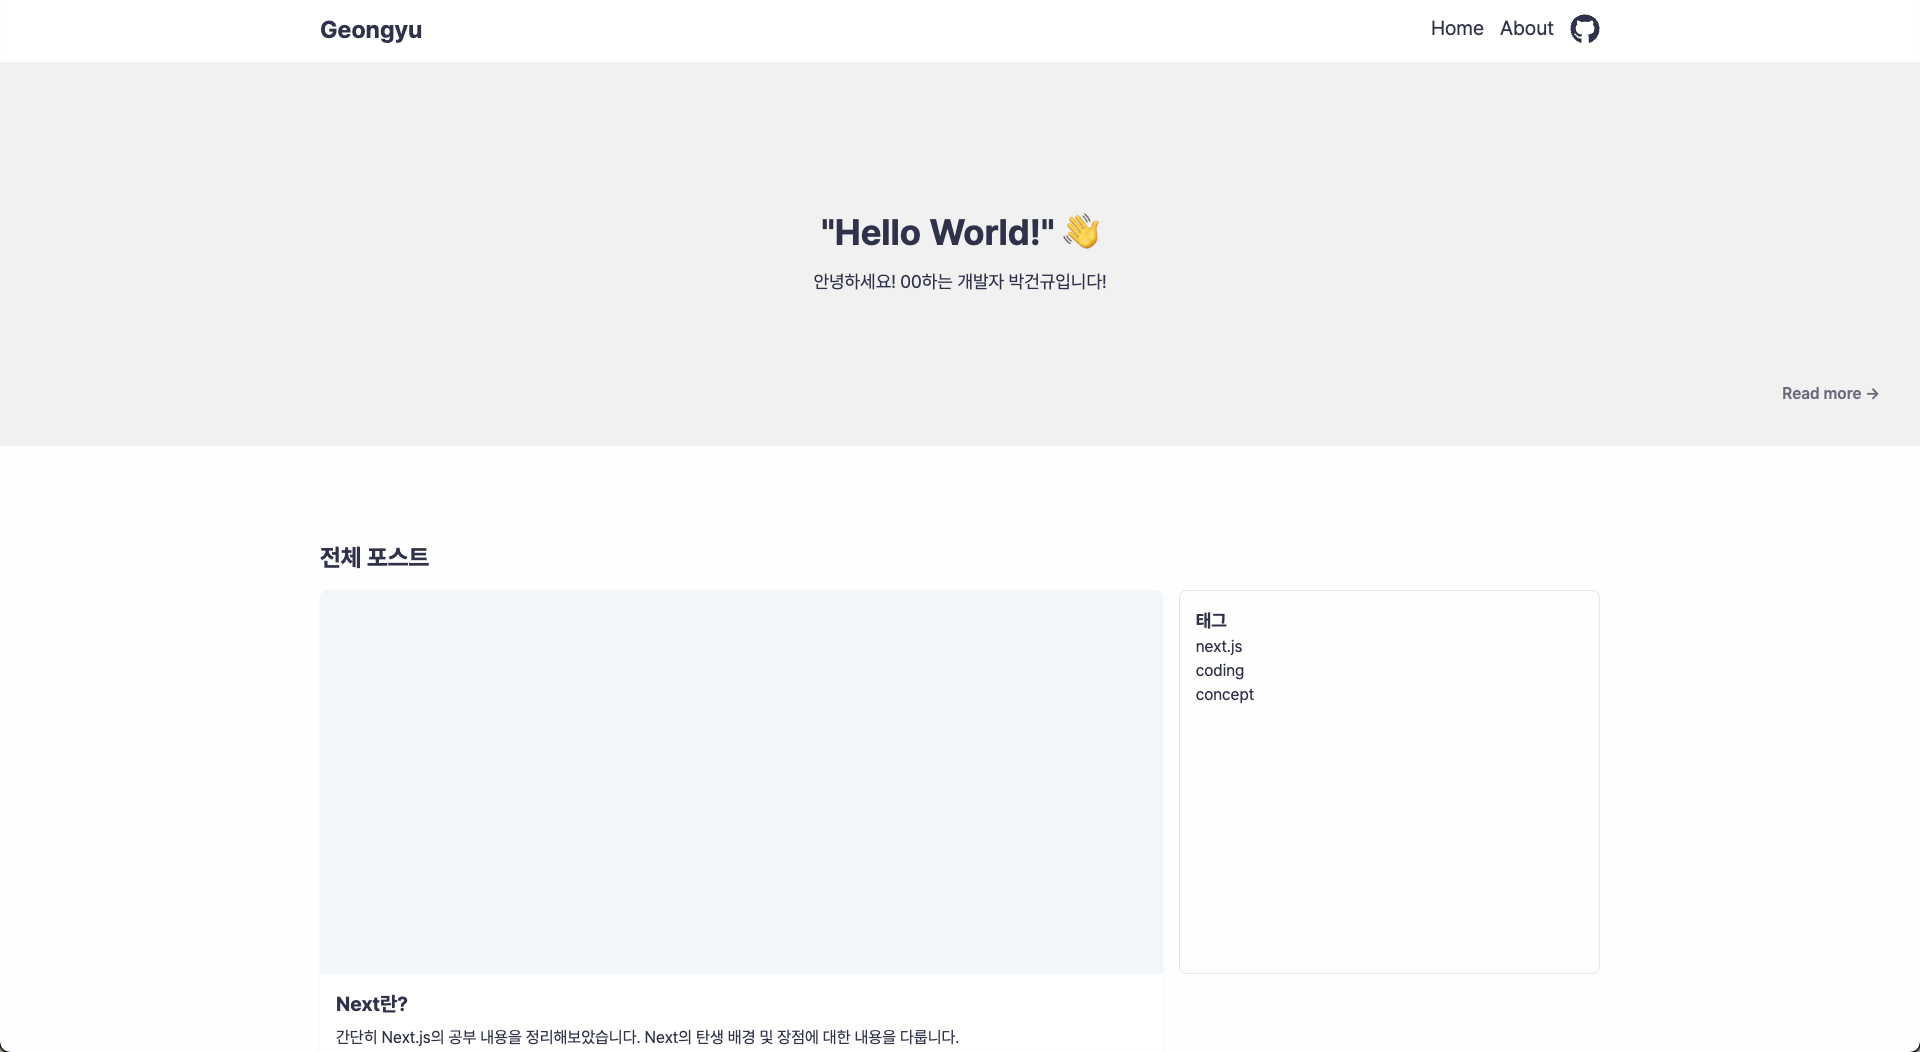 Geongyu
Home About
"Hello World!" 👋
안녕하세요! 00하는 개발자 박건규입니다!
Read more →
전체 포스트
태그
next.js
coding
concept
Next란?
간단히 Next.js의 공부 내용을 정리해보았습니다. Next의 탄생 배경 및 장점에 대한 내용을 다룹니다.